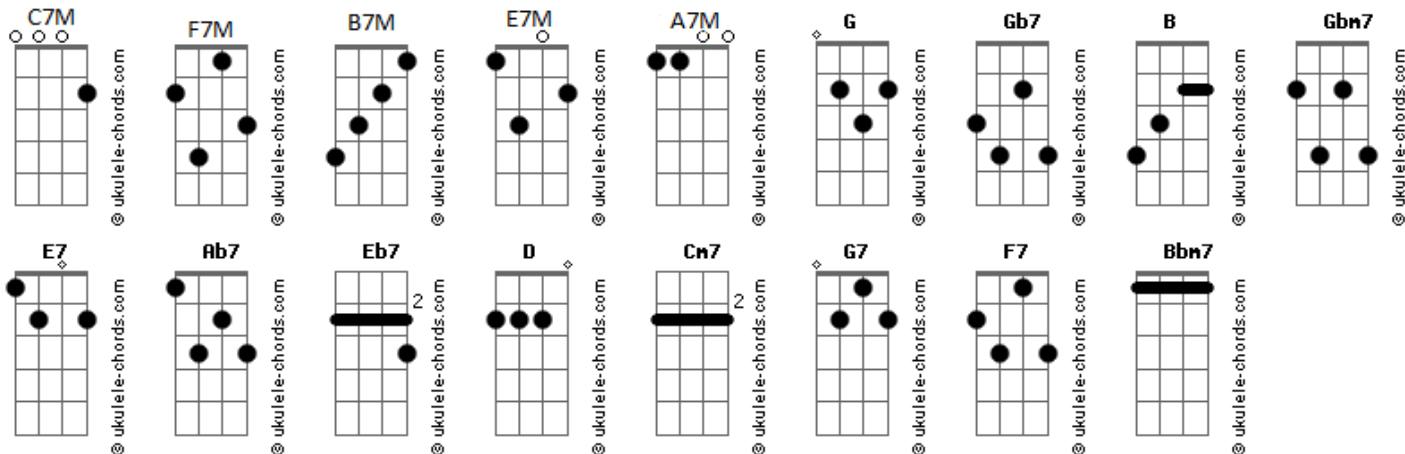 C7M F7M B7M E7M A7M G Gb7 B Gbm7
© ukulele-chords.com © ukulele-chords.com © ukulele-chords.com © ukulele-chords.com © ukulele-chords.com © ukulele-chords.com © ukulele-chords.com © ukulele-chords.com © ukulele-chords.com
E7 Ab7 Eb7 D Cm7 G7 F7 Bbm7
2 2
© ukulele-chords.com © ukulele-chords.com © ukulele-chords.com © ukulele-chords.com © ukulele-chords.com © ukulele-chords.com © ukulele-chords.com © ukulele-chords.com